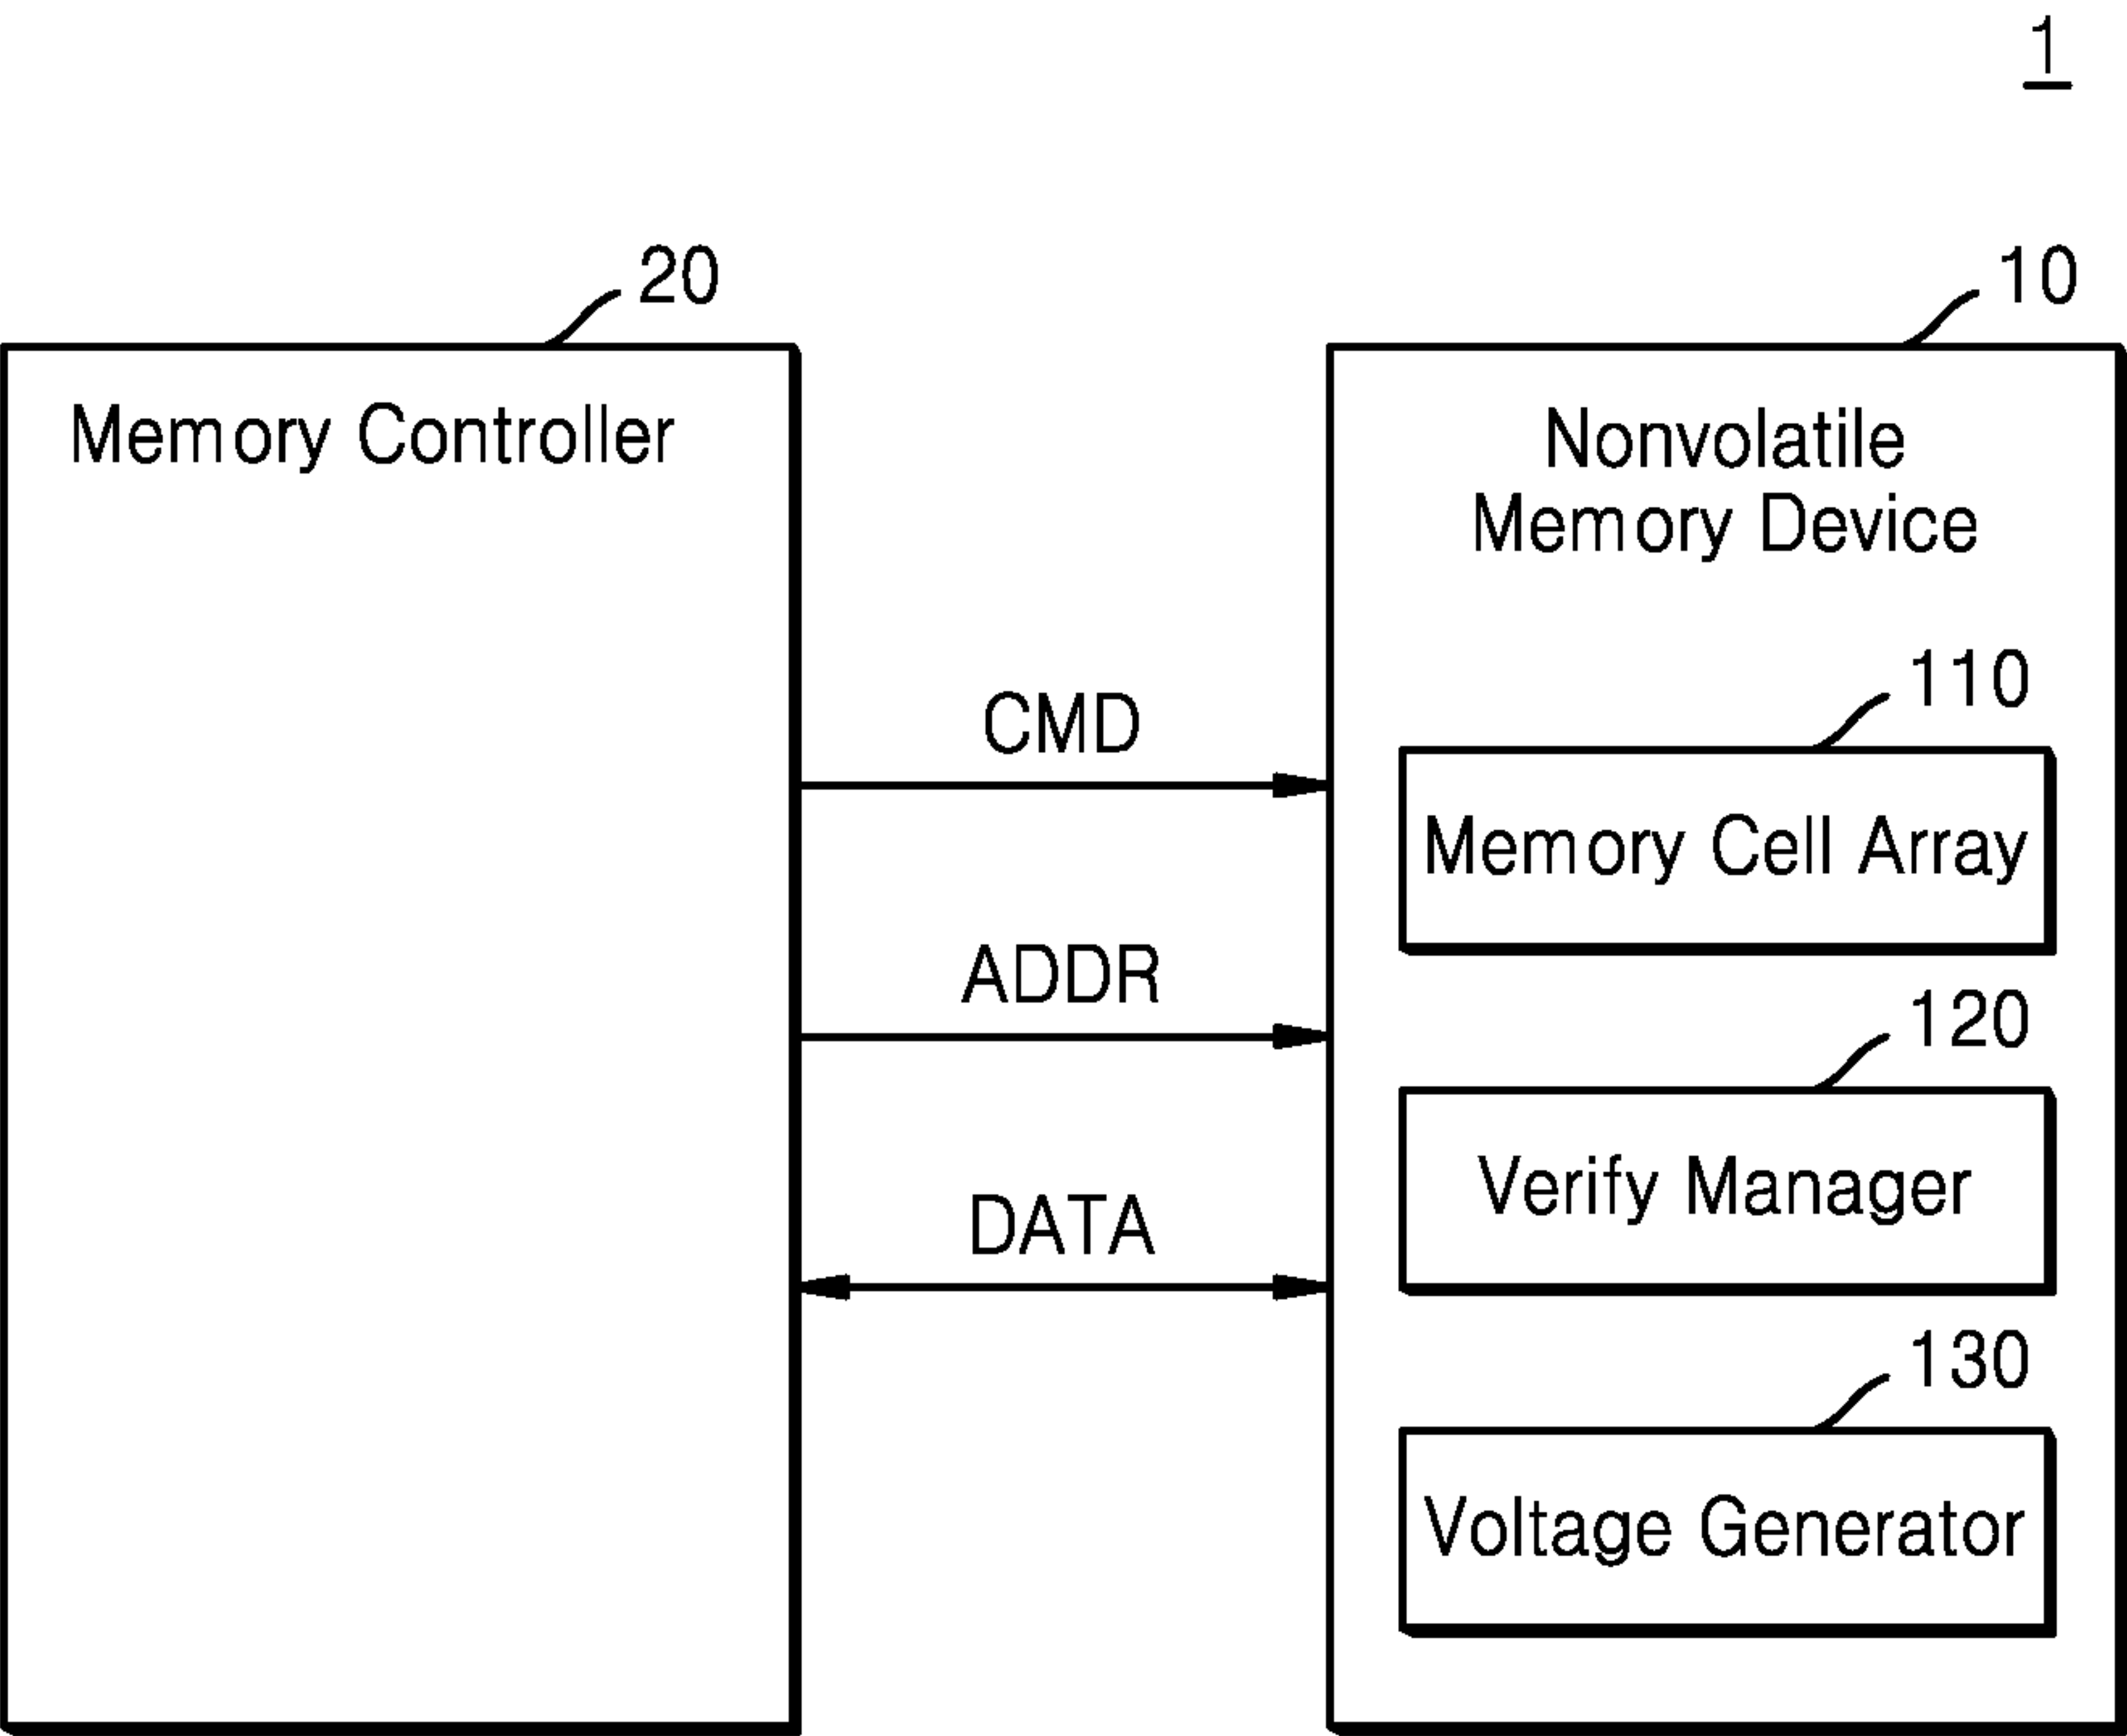 1
20
10
Memory Controller
Nonvolatile
Memory Device
CMD
ADDR
DATA
110
Memory Cell Array
120
Verify Manager
130
Voltage Generator